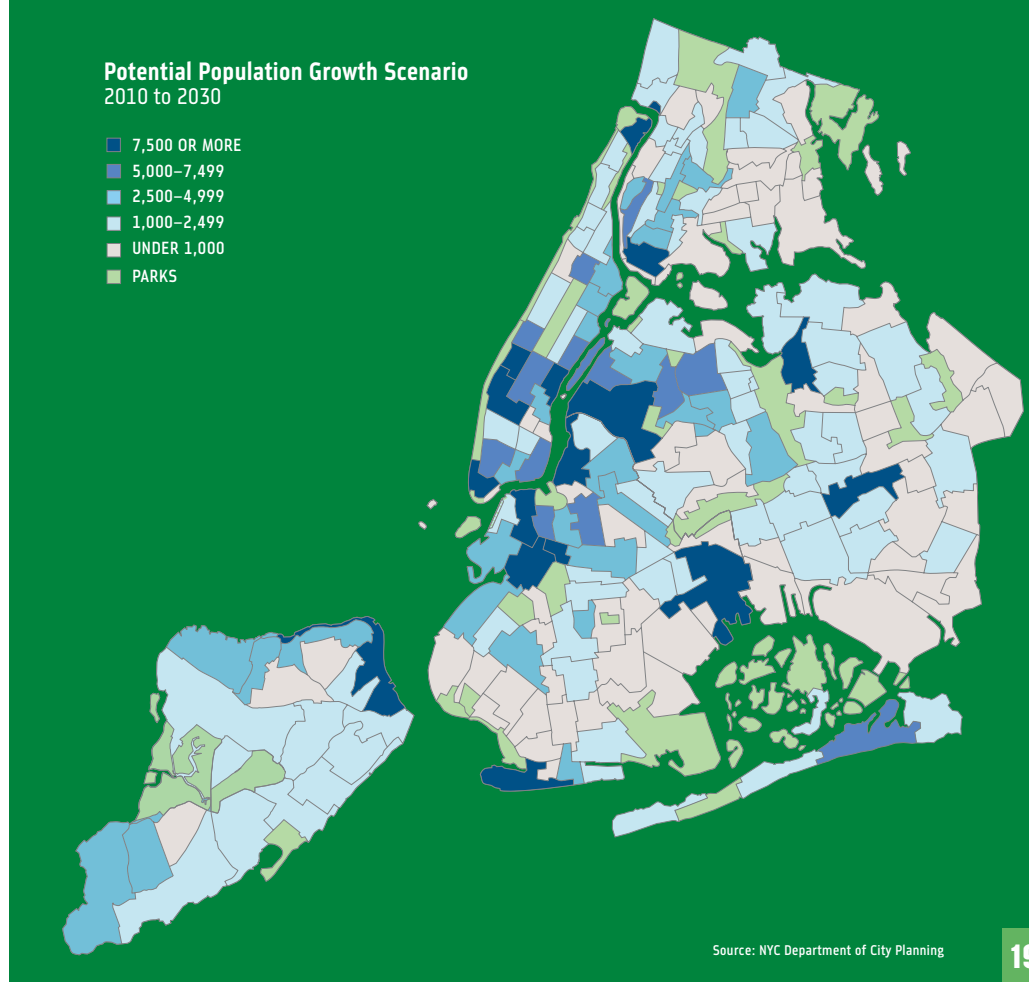 Potential Population Growth Scenario
2010 to 2030
7,500 OR MORE
5,000–7,499
2,500–4,999
1,000–2,499
UNDER 1,000
PARKS
Source: NYC Department of City Planning